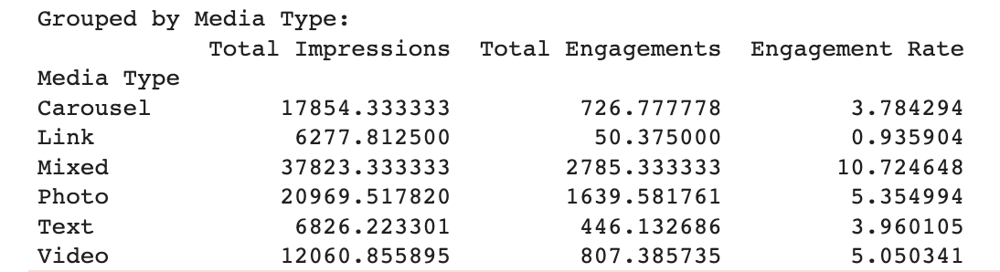 Grouped by Media Type:
Total Impressions Total Engagements Engagement Rate
Media Type
Carousel 17854.333333 726.777778 3.784294
Link 6277.812500 50.375000 0.935904
Mixed 37823.333333 2785.333333 10.724648
Photo 20969.517820 1639.581761 5.354994
Text 6826.223301 446.132686 3.960105
Video 12060.855895 807.385735 5.050341